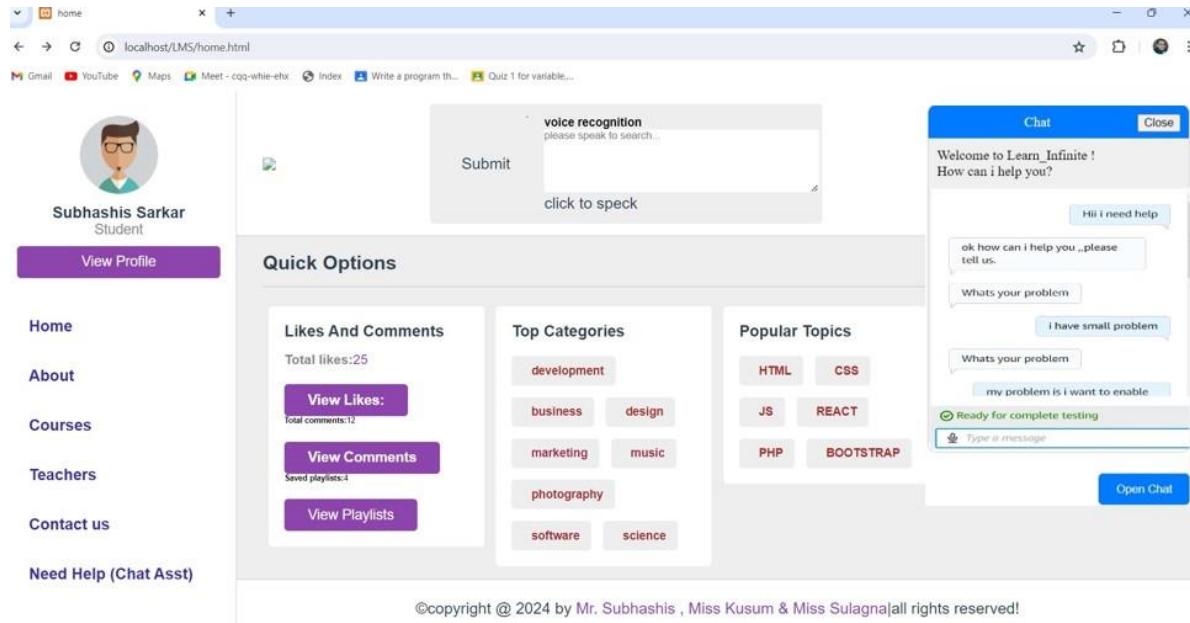 home
localhost/LMS/home.html
Gmail
YouTube
Maps
Meet - cqq-whie-ehx
Index
Write a program th...
Quiz 1 for variable,...
Subhashis Sarkar
Student
View Profile
Home
About
Courses
Teachers
Contact us
Need Help (Chat Asst)
voice recognition
please speak to search...
Submit
click to speck
Quick Options
Likes And Comments
Total likes:25
View Likes:
Total comments:12
View Comments
Saved playlists:4
View Playlists
Top Categories
development
business design
marketing music
photography
software science
Popular Topics
HTML CSS
JS REACT
PHP BOOTSTRAP
Chat Close
Welcome to Learn_Infinite !
How can i help you?
Hii i need help
ok how can i help you ,,please
tell us.
Whats your problem
i have small problem
Whats your problem
my problem is i want to enable
Ready for complete testing
Type a message
Open Chat
©copyright @ 2024 by Mr. Subhashis , Miss Kusum & Miss Sulagna|all rights reserved!